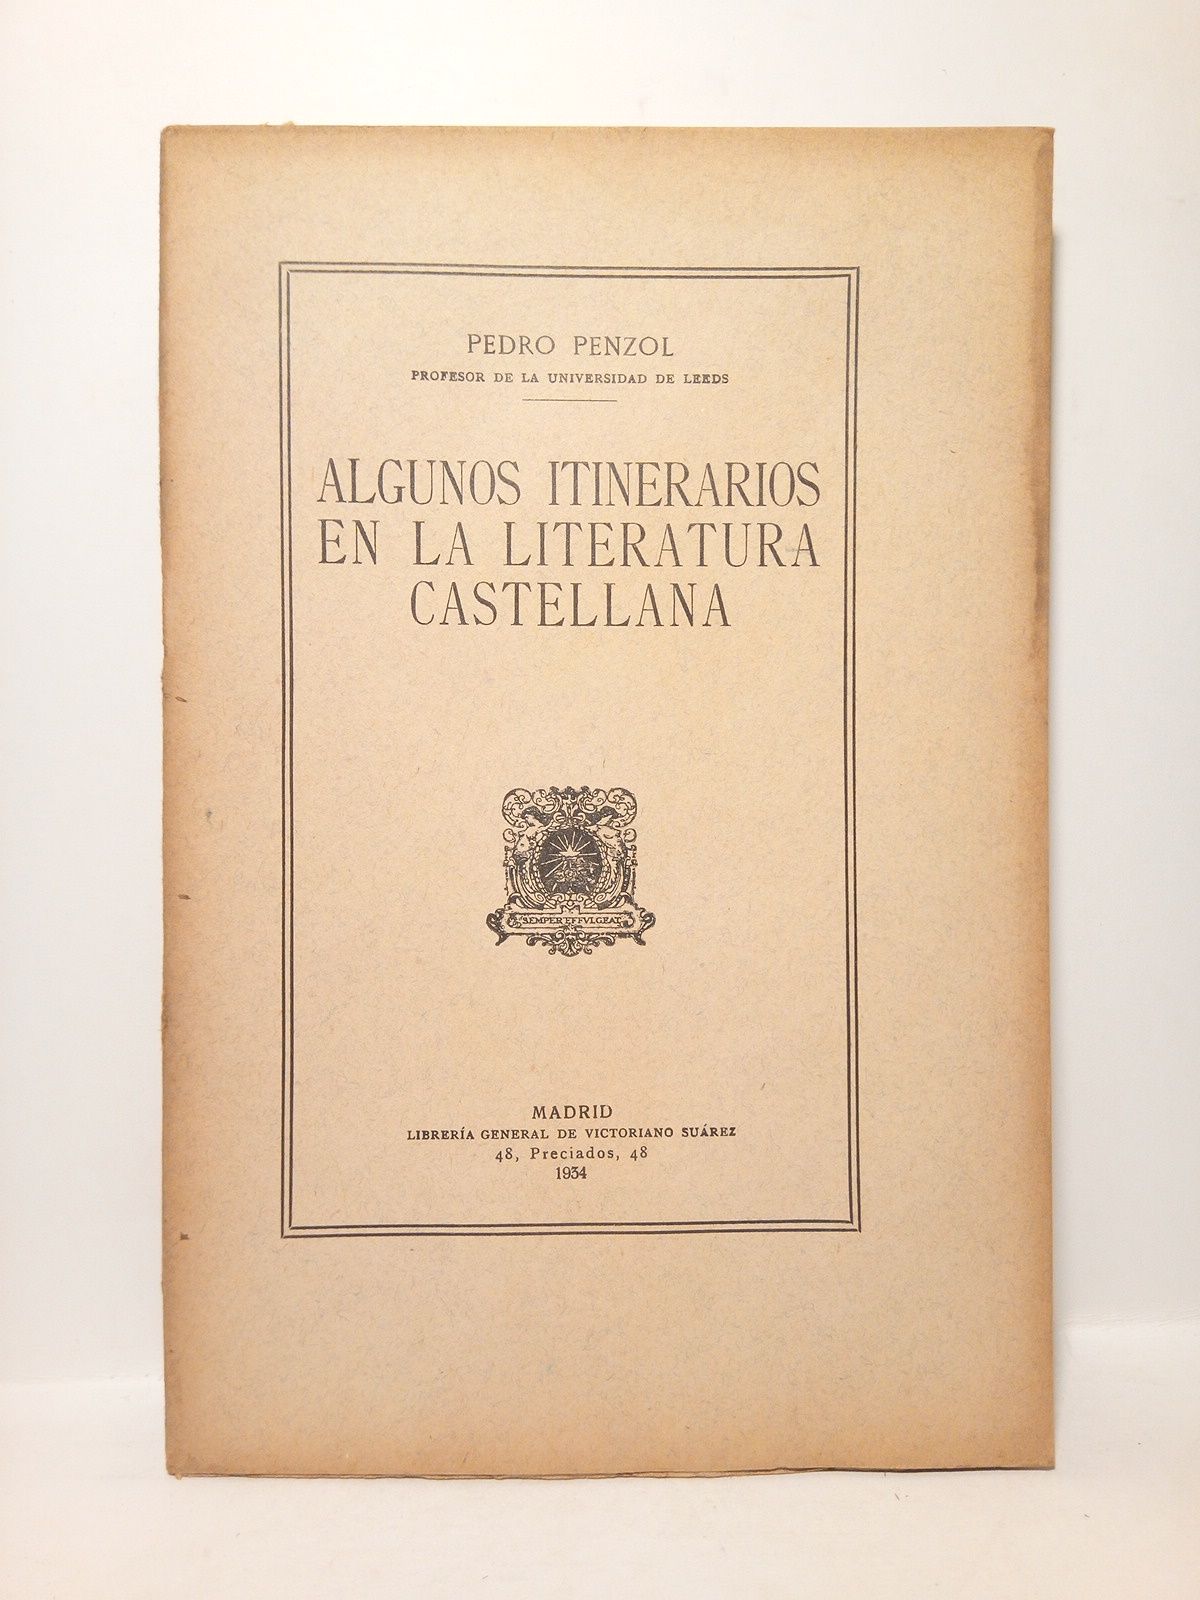 PEDRO PENZOL
PROFESOR DE LA UNIVERSIDAD DE LEEDS
ALGUNOS ITINERARIOS
EN LA LITERATURA
CASTELLANA
SEMPER EFFVLGEAT
MADRID
LIBRERÍA GENERAL DE VICTORIANO SUÁREZ
48, Preciados, 48
1934